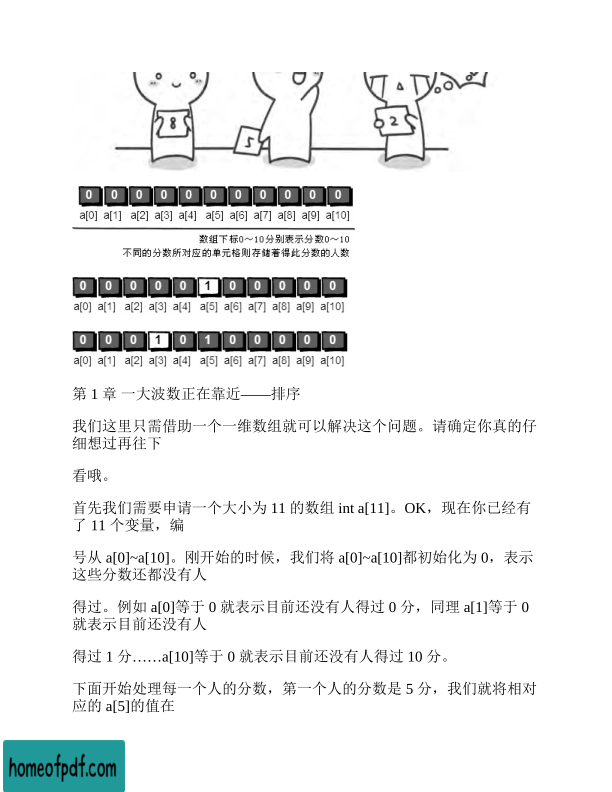 8
5
2
0 0 0 0 0 0 0 0 0 0 0
a[0] a[1] a[2] a[3] a[4] a[5] a[6] a[7] a[8] a[9] a[10]
数组下标0～10分别表示分数0～10
不同的分数所对应的单元格则存储著得此分数的人数
0 0 0 0 0 1 0 0 0 0 0
a[0] a[1] a[2] a[3] a[4] a[5] a[6] a[7] a[8] a[9] a[10]
0 0 0 1 0 1 0 0 0 0 0
a[0] a[1] a[2] a[3] a[4] a[5] a[6] a[7] a[8] a[9] a[10]
第 1 章 一大波数正在靠近——排序
我们这里只需借助一个一维数组就可以解决这个问题。请确定你真的仔
细想过再往下
看哦。
首先我们需要申请一个大小为 11 的数组 int a[11]。OK，现在你已经有
了 11 个变量，编
号从 a[0]~a[10]。刚开始的时候，我们将 a[0]~a[10]都初始化为 0，表示
这些分数还都没有人
得过。例如 a[0]等于 0 就表示目前还没有人得过 0 分，同理 a[1]等于 0
就表示目前还没有人
得过 1 分……a[10]等于 0 就表示目前还没有人得过 10 分。
下面开始处理每一个人的分数，第一个人的分数是 5 分，我们就将相对
应的 a[5]的值在
homeofpdf.com